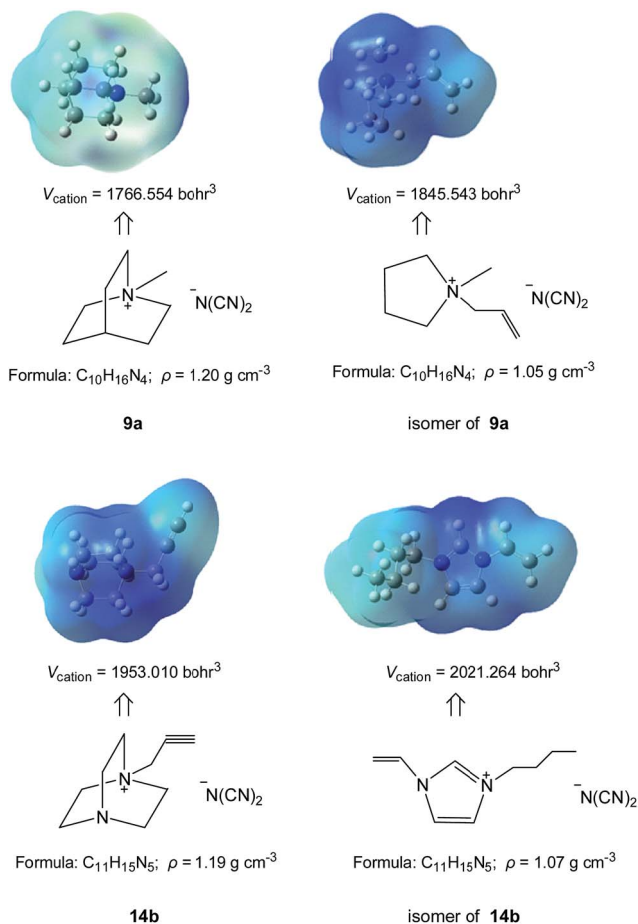 V_cation = 1766.554 bohr³
V_cation = 1845.543 bohr³
N
+
⁻N(CN)₂
N
+
⁻N(CN)₂
Formula: C₁₀H₁₆N₄; ρ = 1.20 g cm⁻³
Formula: C₁₀H₁₆N₄; ρ = 1.05 g cm⁻³
9a
isomer of 9a
V_cation = 1953.010 bohr³
V_cation = 2021.264 bohr³
N
+
N
⁻N(CN)₂
N
N
+
⁻N(CN)₂
Formula: C₁₁H₁₅N₅; ρ = 1.19 g cm⁻³
Formula: C₁₁H₁₅N₅; ρ = 1.07 g cm⁻³
14b
isomer of 14b